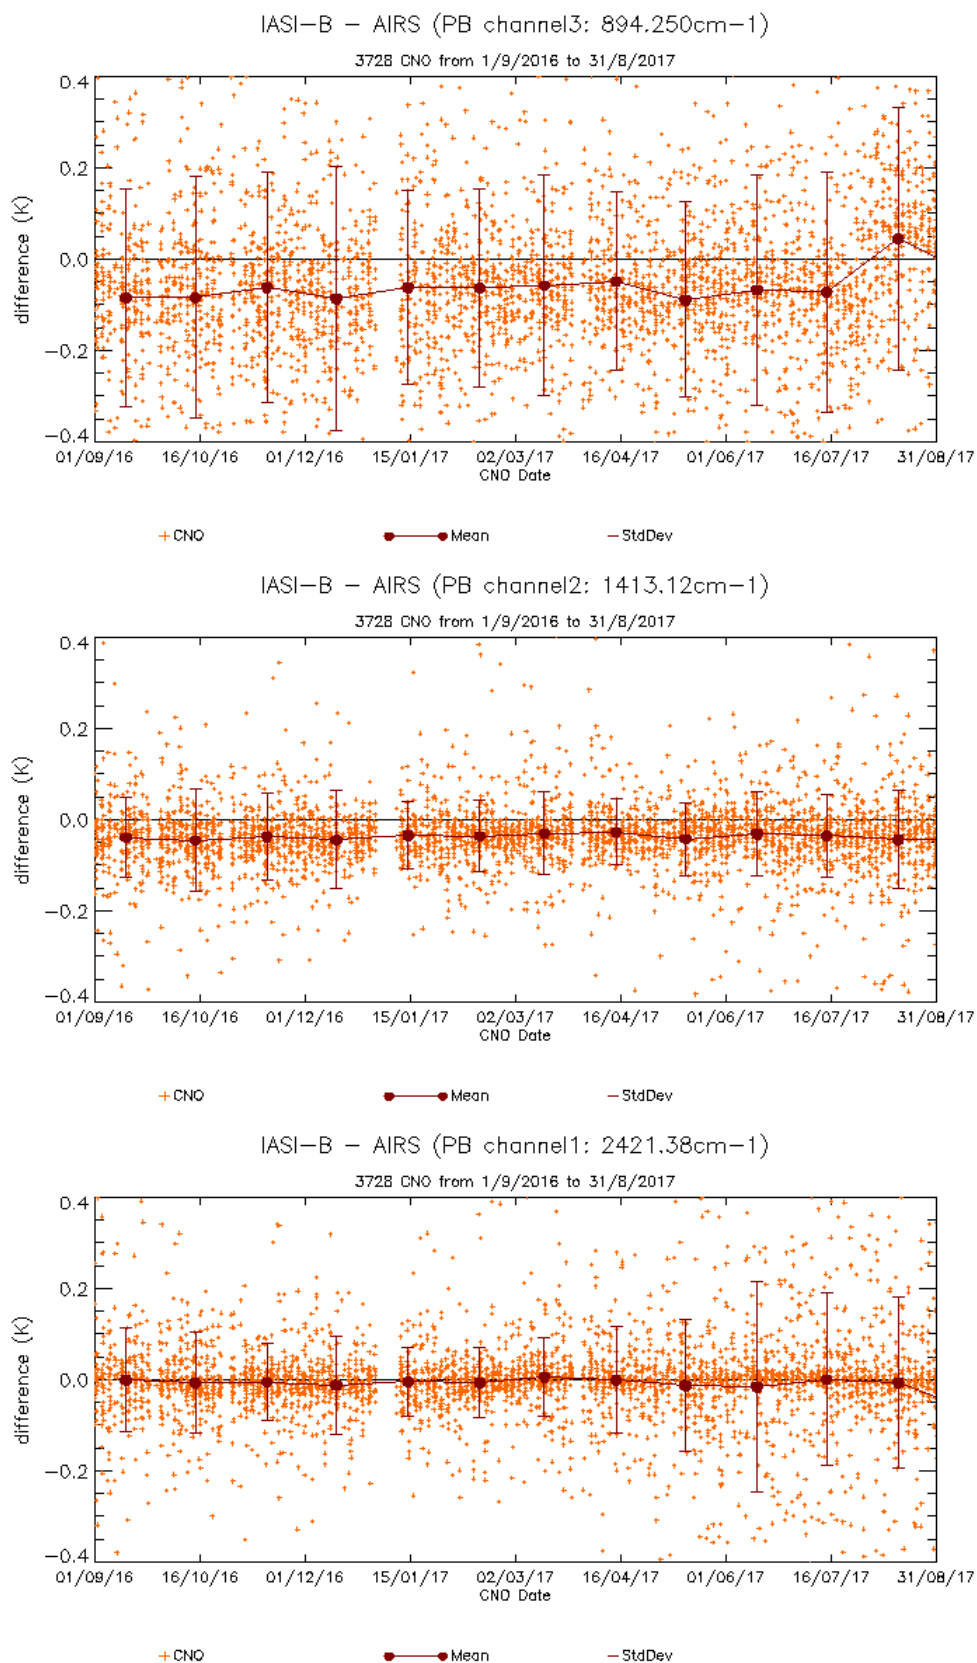 IASI-B - AIRS (PB channel3: 894.250cm-1)
3728 CNO from 1/9/2016 to 31/8/2017
difference (K)
0.4
0.2
0.0
-0.2
-0.4
01/09/16 16/10/16 01/12/16 15/01/17 02/03/17 16/04/17 01/06/17 16/07/17 31/08/17
CNO Date
CNO Mean StdDev
IASI-B - AIRS (PB channel2: 1413.12cm-1)
3728 CNO from 1/9/2016 to 31/8/2017
difference (K)
0.4
0.2
0.0
-0.2
-0.4
01/09/16 16/10/16 01/12/16 15/01/17 02/03/17 16/04/17 01/06/17 16/07/17 31/08/17
CNO Date
CNO Mean StdDev
IASI-B - AIRS (PB channel1: 2421.38cm-1)
3728 CNO from 1/9/2016 to 31/8/2017
difference (K)
0.4
0.2
0.0
-0.2
-0.4
01/09/16 16/10/16 01/12/16 15/01/17 02/03/17 16/04/17 01/06/17 16/07/17 31/08/17
CNO Date
CNO Mean StdDev